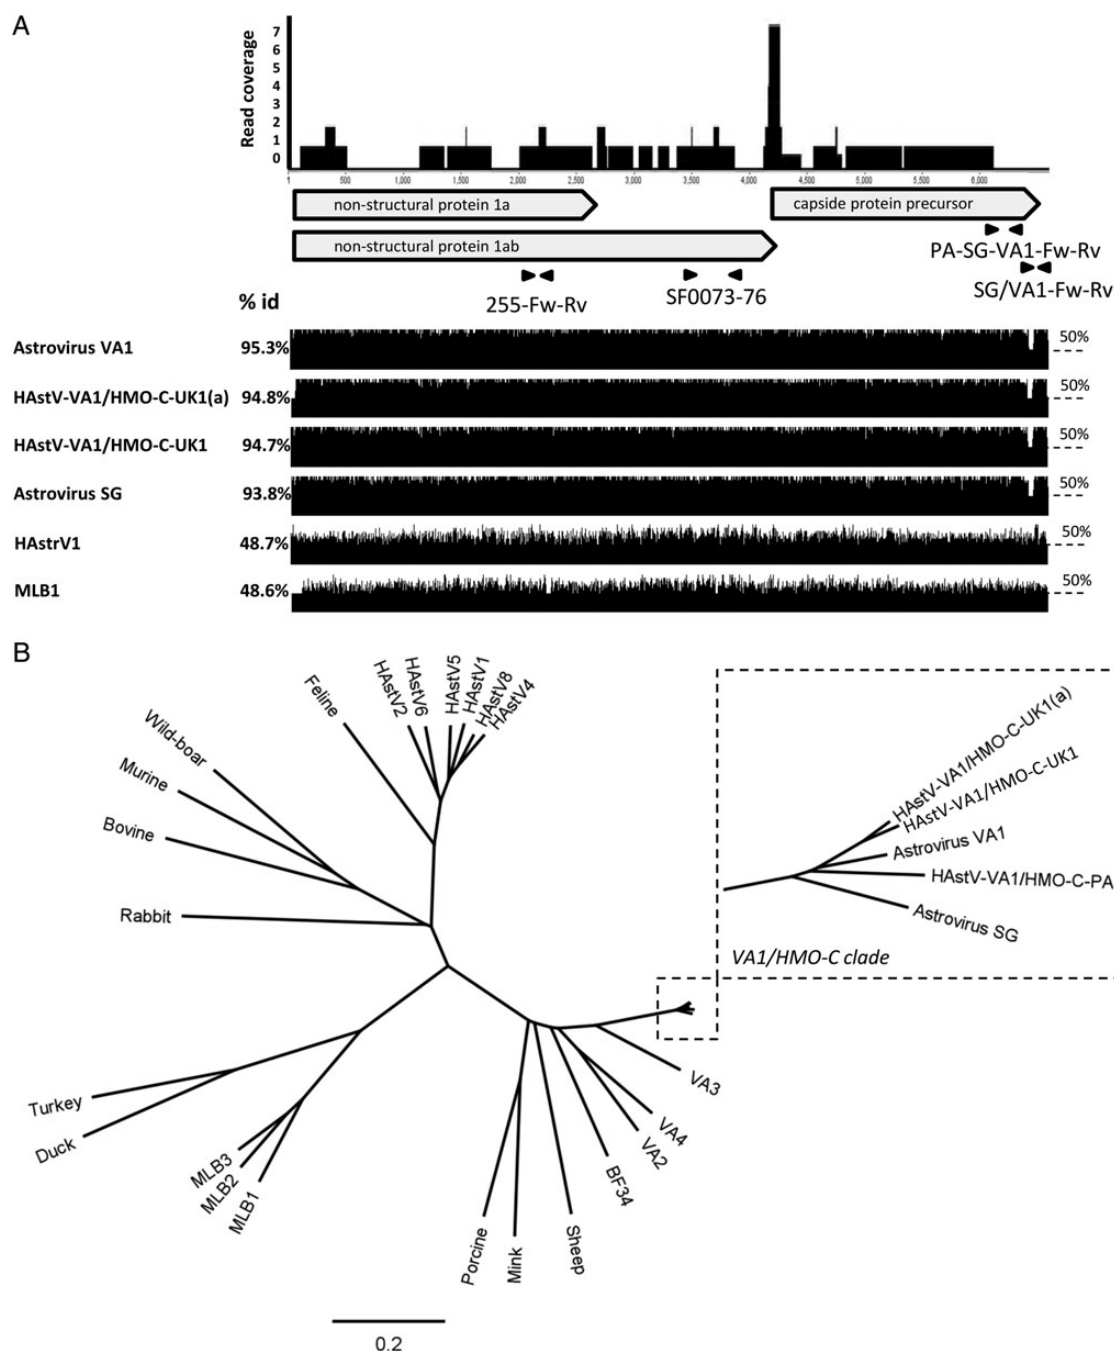 A
Read coverage
7
6
5
4
3
2
1
0
1 500 1,000 1,500 2,000 2,500 3,000 3,500 4,000 4,500 5,000 5,500 6,000
non-structural protein 1a
capside protein precursor
non-structural protein 1ab
PA-SG-VA1-Fw-Rv
255-Fw-Rv
SF0073-76
SG/VA1-Fw-Rv
% id
Astrovirus VA1 95.3% 50%
HAstV-VA1/HMO-C-UK1(a) 94.8% 50%
HAstV-VA1/HMO-C-UK1 94.7% 50%
Astrovirus SG 93.8% 50%
HAstrV1 48.7% 50%
MLB1 48.6% 50%
B
Feline
HAstV2
HAstV6
HAstV5
HAstV1
HAstV8
HAstV4
Wild-boar
Murine
Bovine
Rabbit
HAstV-VA1/HMO-C-UK1(a)
HAstV-VA1/HMO-C-UK1
Astrovirus VA1
HAstV-VA1/HMO-C-PA
Astrovirus SG
VA1/HMO-C clade
Turkey
Duck
MLB3
MLB2
MLB1
Porcine
Mink
Sheep
BF34
VA2
VA4
VA3
0.2